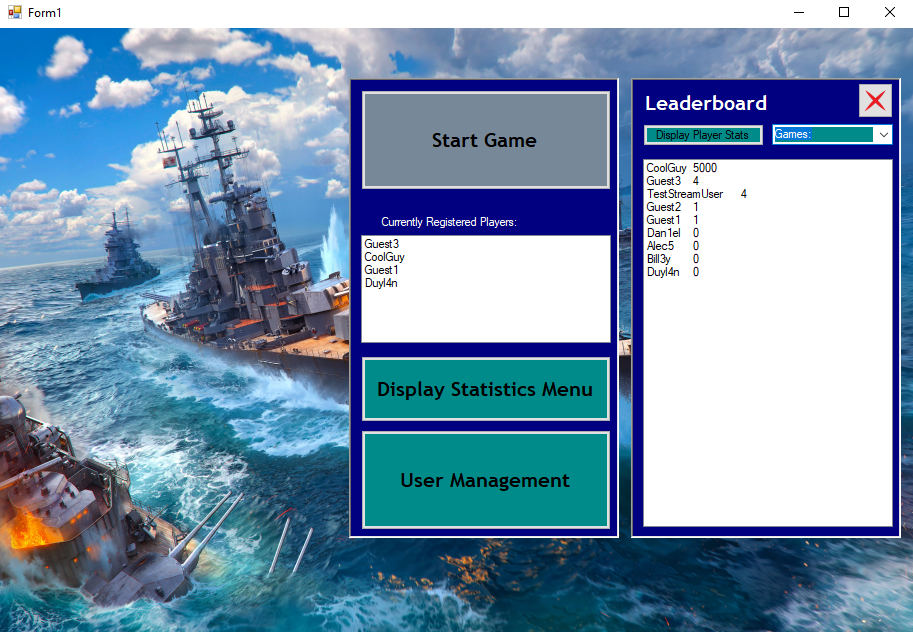 Form1
Start Game
Currently Registered Players:
Guest3
CoolGuy
Guest1
Duyl4n
Display Statistics Menu
User Management
Leaderboard
Display Player Stats
Games:
CoolGuy 5000
Guest3 4
TestStreamUser 4
Guest2 1
Guest1 1
Dan1el 0
Alec5 0
Bill3y 0
Duyl4n 0